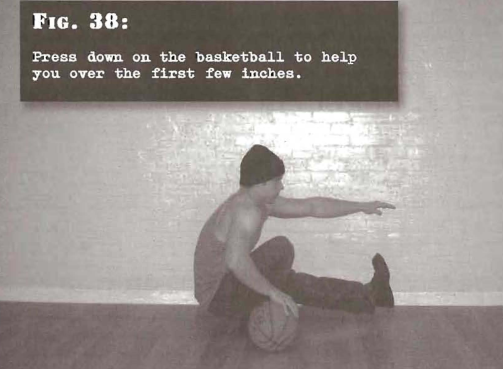 Fig. 38:
Press down on the basketball to help
you over the first few inches.